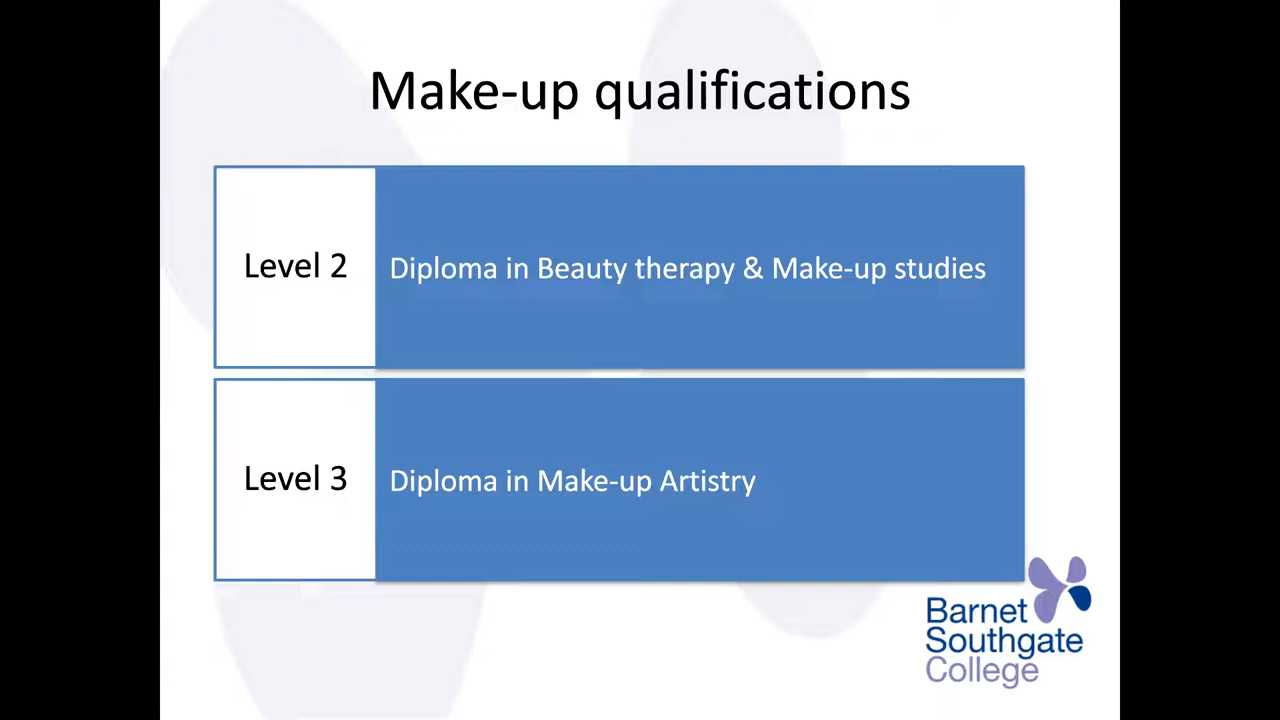 Make-up qualifications
Level 2
Diploma in Beauty therapy & Make-up studies
Level 3
Diploma in Make-up Artistry
Barnet
Southgate
College